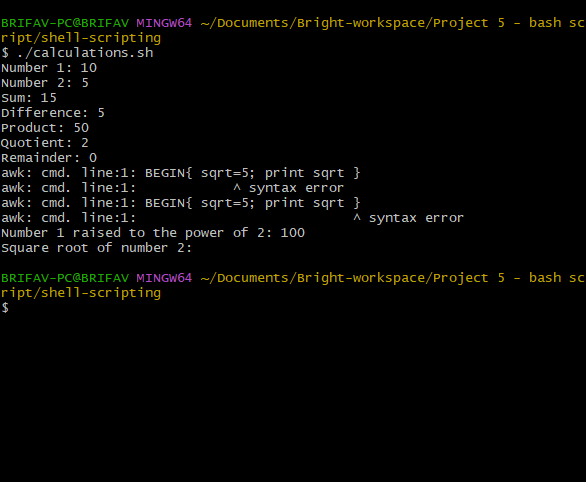 BRIFAV-PC@BRIFAV MINGW64 ~/Documents/Bright-workspace/Project 5 - bash sc
ript/shell-scripting
$ ./calculations.sh
Number 1: 10
Number 2: 5
Sum: 15
Difference: 5
Product: 50
Quotient: 2
Remainder: 0
awk: cmd. line:1: BEGIN{ sqrt=5; print sqrt }
awk: cmd. line:1:            ^ syntax error
awk: cmd. line:1: BEGIN{ sqrt=5; print sqrt }
awk: cmd. line:1:                           ^ syntax error
Number 1 raised to the power of 2: 100
Square root of number 2:
BRIFAV-PC@BRIFAV MINGW64 ~/Documents/Bright-workspace/Project 5 - bash sc
ript/shell-scripting
$